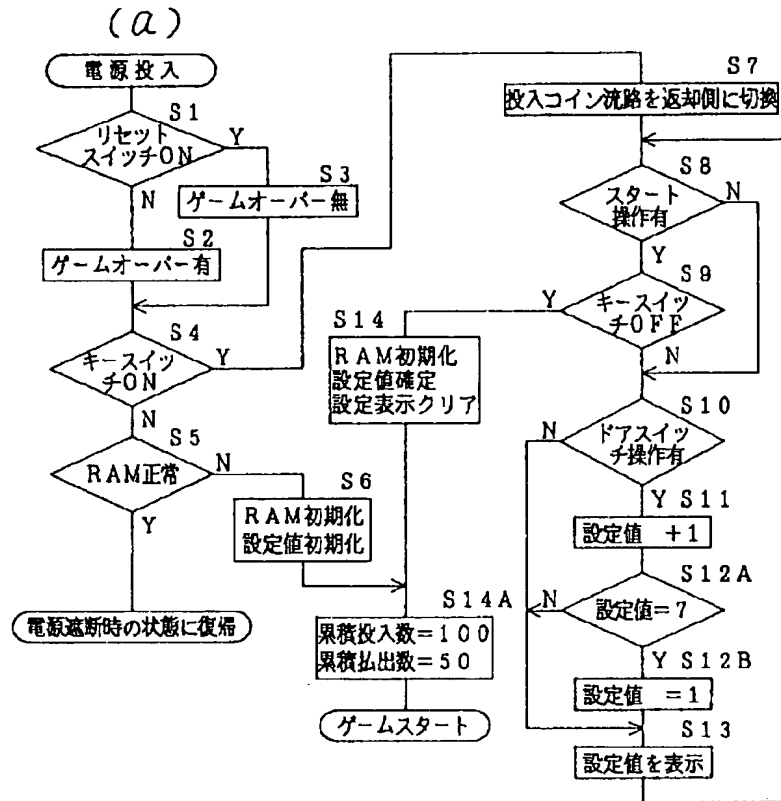 (a)
電源投入
S1
リセット
スイッチON
Y
N
S3
ゲームオーバー無
S2
ゲームオーバー有
S4
キースイッ
チON
Y
N
S5
RAM正常
N
Y
S6
RAM初期化
設定値初期化
電源遮断時の状態に復帰
S7
投入コイン流路を返却側に切換
S8
スタート
操作有
N
Y
S9
キースイッ
チOFF
Y
N
S14
RAM初期化
設定値確定
設定表示クリア
S10
ドアスイッ
チ操作有
N
Y S11
設定値 +1
S12A
設定値=7
N
Y S12B
設定値 =1
S13
設定値を表示
S14A
累積投入数=100
累積払出数=50
ゲームスタート